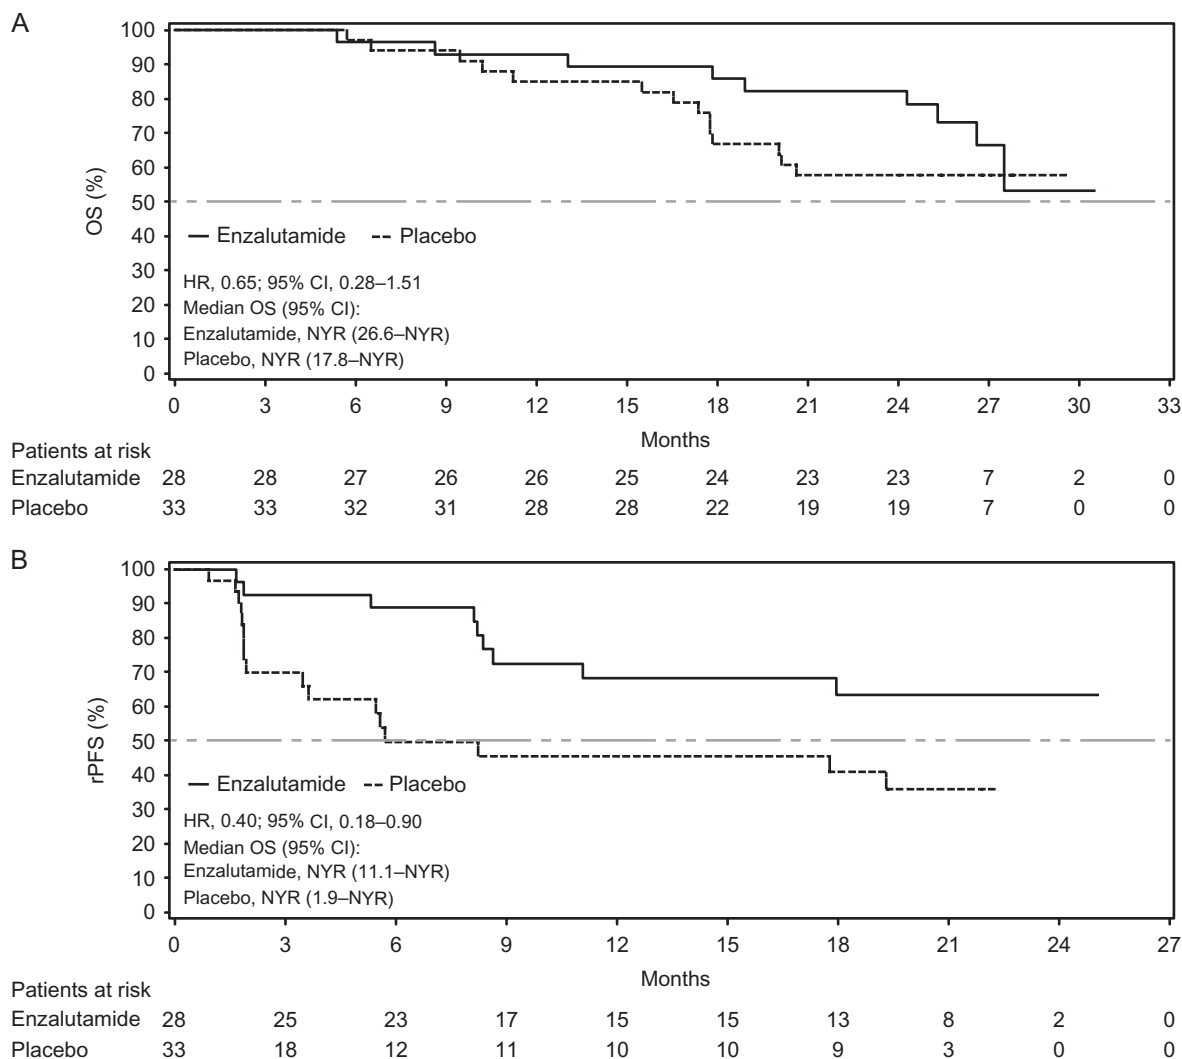 A
100
90
80
70
60
50
40
30
20
10
0
OS (%)
Enzalutamide Placebo
HR, 0.65; 95% CI, 0.28–1.51
Median OS (95% CI):
Enzalutamide, NYR (26.6–NYR)
Placebo, NYR (17.8–NYR)
0 3 6 9 12 15 18 21 24 27 30 33
Months
Patients at risk
Enzalutamide 28 28 27 26 26 25 24 23 23 7 2 0
Placebo 33 33 32 31 28 28 22 19 19 7 0 0
B
100
90
80
70
60
50
40
30
20
10
0
rPFS (%)
Enzalutamide Placebo
HR, 0.40; 95% CI, 0.18–0.90
Median OS (95% CI):
Enzalutamide, NYR (11.1–NYR)
Placebo, NYR (1.9–NYR)
0 3 6 9 12 15 18 21 24 27
Months
Patients at risk
Enzalutamide 28 25 23 17 15 15 13 8 2 0
Placebo 33 18 12 11 10 10 9 3 0 0